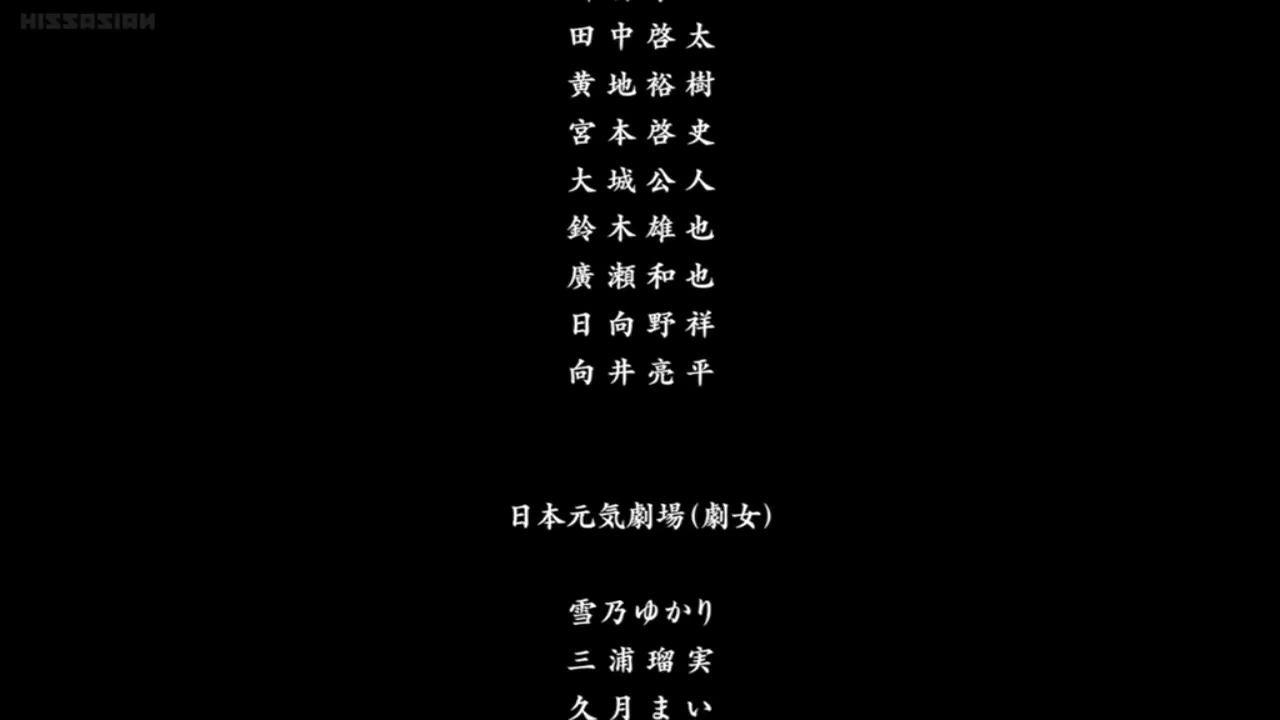 HISSASIAN
田中啓太
黄地裕樹
宮本啓史
大城公人
鈴木雄也
廣瀬和也
日向野祥
向井亮平
日本元気劇場(劇女)
雪乃ゆかり
三浦瑠実
久月まい